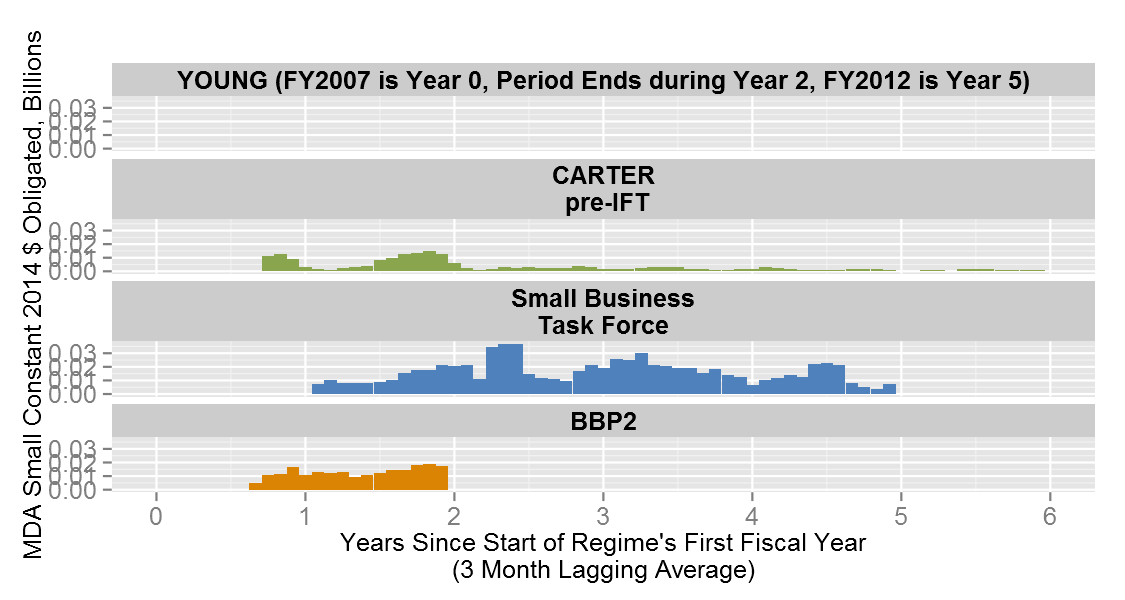 MDA Small Constant 2014 $ Obligated, Billions
YOUNG (FY2007 is Year 0, Period Ends during Year 2, FY2012 is Year 5)
0.03
0.02
0.01
0.00
CARTER
pre-IFT
0.03
0.02
0.01
0.00
Small Business
Task Force
0.03
0.02
0.01
0.00
BBP2
0.03
0.02
0.01
0.00
0 1 2 3 4 5 6
Years Since Start of Regime's First Fiscal Year
(3 Month Lagging Average)